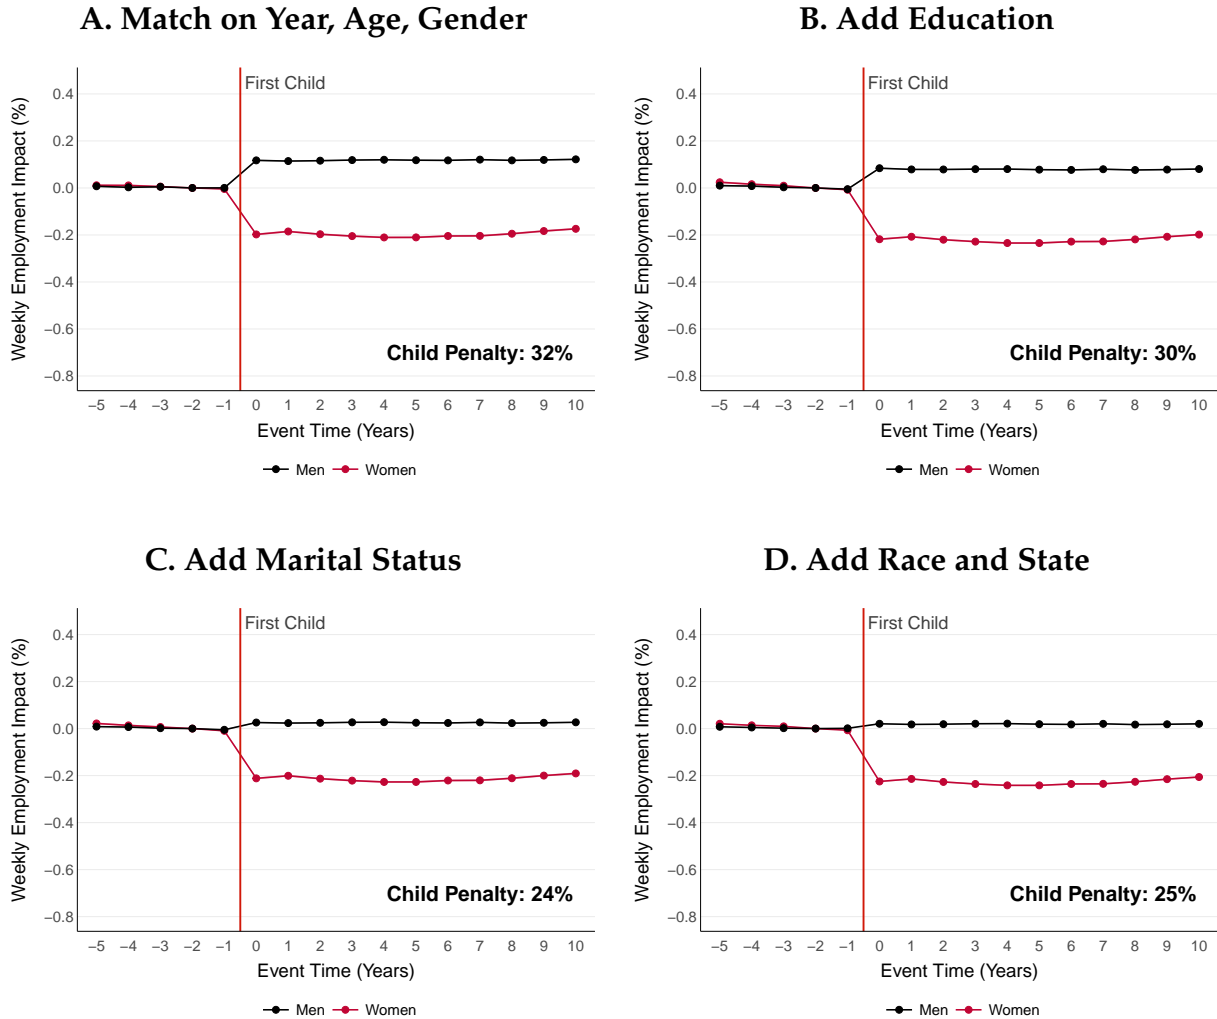 A. Match on Year, Age, Gender
Weekly Employment Impact (%)
0.4
0.2
0.0
−0.2
−0.4
−0.6
−0.8
First Child
Child Penalty: 32%
−5 −4 −3 −2 −1 0 1 2 3 4 5 6 7 8 9 10
Event Time (Years)
Men Women
B. Add Education
Weekly Employment Impact (%)
0.4
0.2
0.0
−0.2
−0.4
−0.6
−0.8
First Child
Child Penalty: 30%
−5 −4 −3 −2 −1 0 1 2 3 4 5 6 7 8 9 10
Event Time (Years)
Men Women
C. Add Marital Status
Weekly Employment Impact (%)
0.4
0.2
0.0
−0.2
−0.4
−0.6
−0.8
First Child
Child Penalty: 24%
−5 −4 −3 −2 −1 0 1 2 3 4 5 6 7 8 9 10
Event Time (Years)
Men Women
D. Add Race and State
Weekly Employment Impact (%)
0.4
0.2
0.0
−0.2
−0.4
−0.6
−0.8
First Child
Child Penalty: 25%
−5 −4 −3 −2 −1 0 1 2 3 4 5 6 7 8 9 10
Event Time (Years)
Men Women